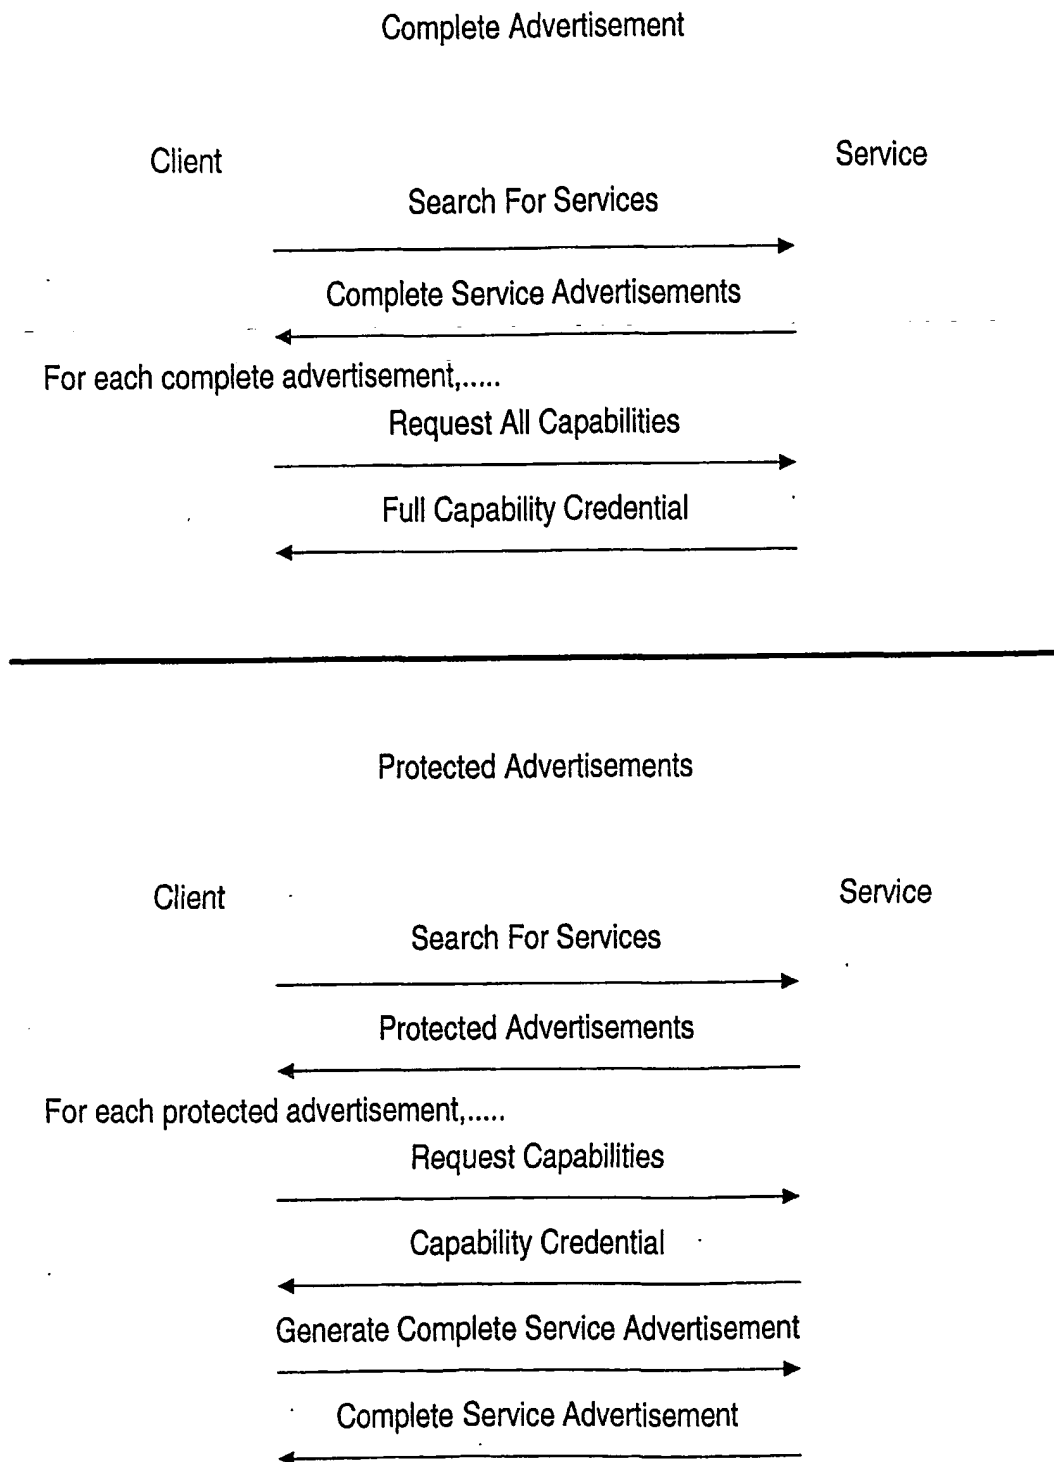 Complete Advertisement
Client
Service
Search For Services
Complete Service Advertisements
For each complete advertisement,.....
Request All Capabilities
Full Capability Credential
Protected Advertisements
Client
Service
Search For Services
Protected Advertisements
For each protected advertisement,.....
Request Capabilities
Capability Credential
Generate Complete Service Advertisement
Complete Service Advertisement